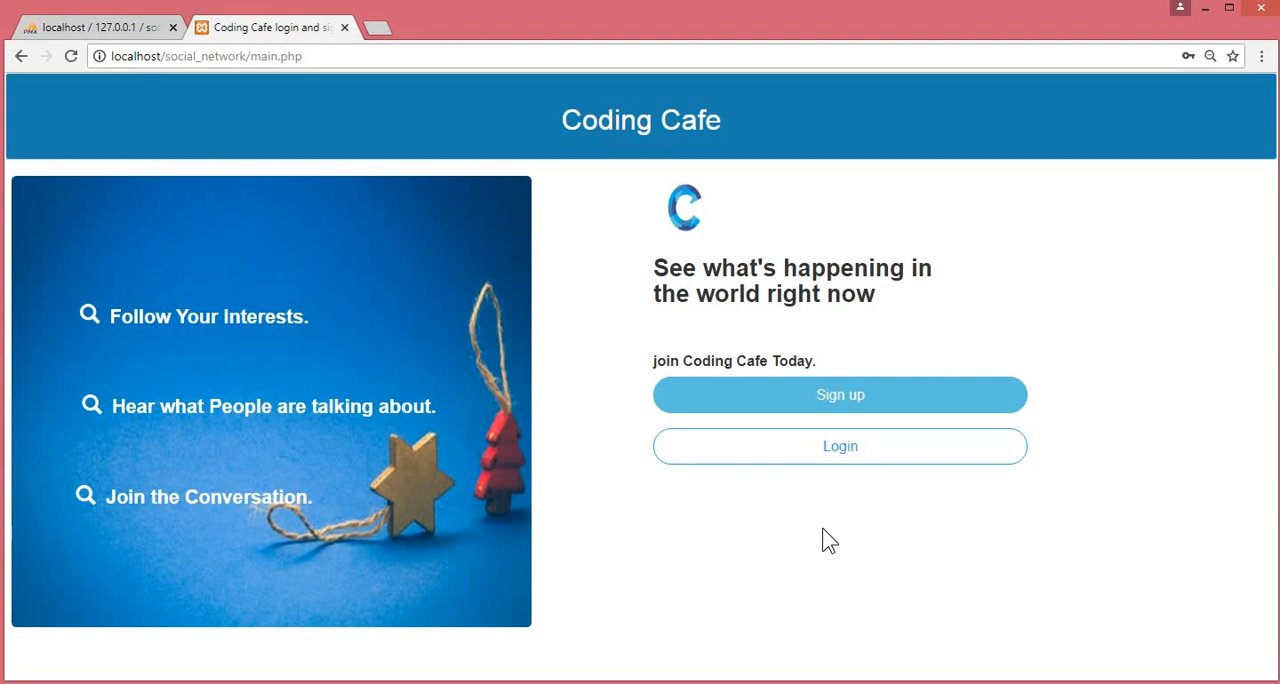 localhost / 127.0.0.1 / so
Coding Cafe login and si
localhost/social_network/main.php
Coding Cafe
Follow Your Interests.
Hear what People are talking about.
Join the Conversation.
See what's happening in
the world right now
join Coding Cafe Today.
Sign up
Login